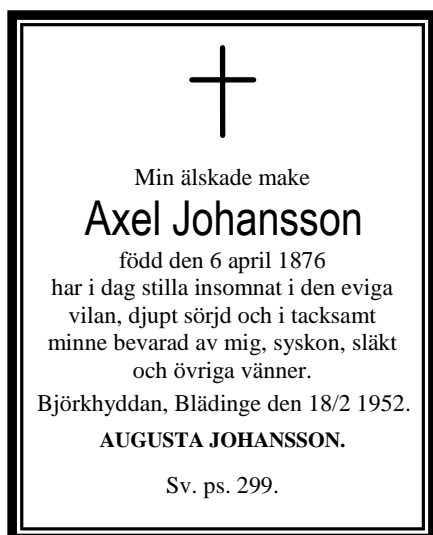 Min älskade make
Axel Johansson
född den 6 april 1876
har i dag stilla insomnat i den eviga
vilan, djupt sörjd och i tacksamt
minne bevarad av mig, syskon, släkt
och övriga vänner.
Björkhyddan, Blädinge den 18/2 1952.
AUGUSTA JOHANSSON.
Sv. ps. 299.